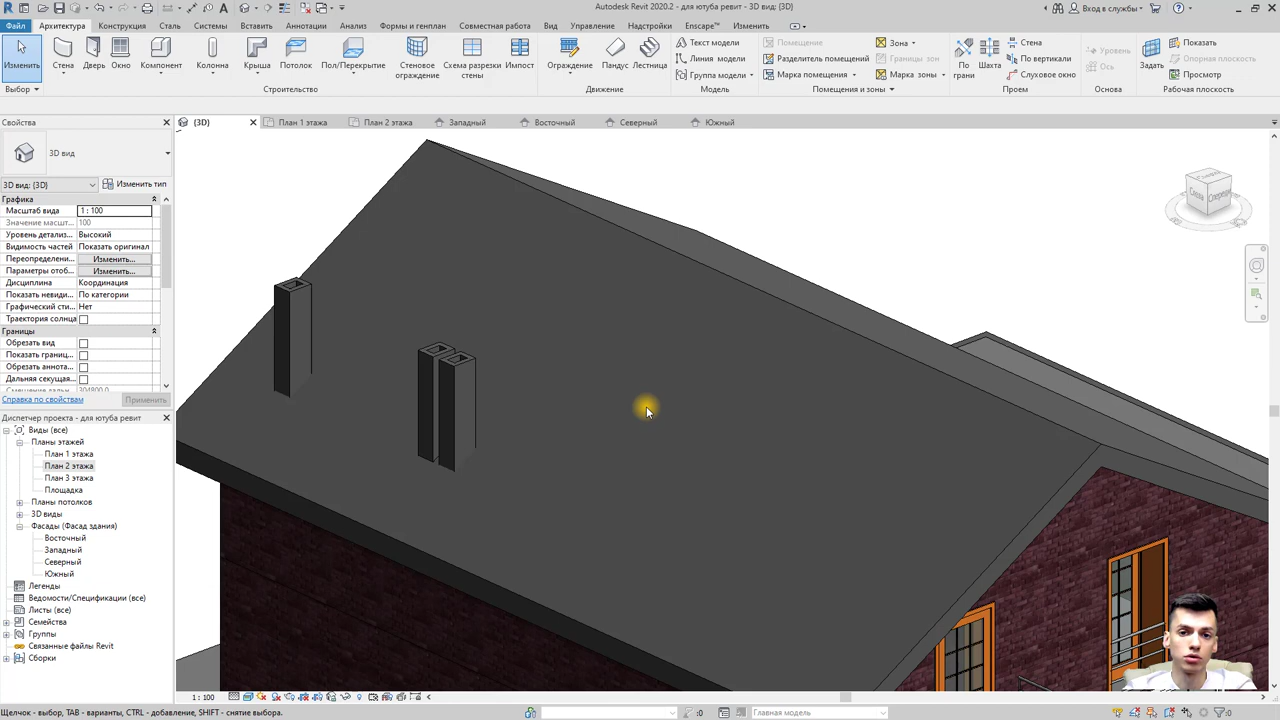 Autodesk Revit 2020.2 - для ютуба ревит - 3D вид: {3D}
Вход в службы
Файл Архитектура Конструкция Сталь Системы Вставить Аннотации Анализ Формы и генплан Совместная работа Вид Управление Надстройки Enscape™ Изменить
Изменить Стена Дверь Окно Компонент Колонна Крыша Потолок Пол/Перекрытие Стеновое ограждение Схема разрезки стены Импост Ограждение Пандус Лестница
Текст модели Помещение Зона По грани Шахта Стена Уровень Задать Показать
Линия модели Разделитель помещений Границы зон По вертикали Ось Опорная плоскость
Группа модели Марка помещения Марка зоны Слуховое окно Просмотр
Выбор Строительство Движение Модель Помещения и зоны Проем Основа Рабочая плоскость
Свойства
{3D} План 1 этажа План 2 этажа Западный Восточный Северный Южный
3D вид
3D вид: {3D} Изменить тип
Графика
Масштаб вида 1 : 100
Значение масшт... 100
Уровень детализ... Высокий
Видимость частей Показать оригинал
Переопределени... Изменить...
Параметры отоб... Изменить...
Дисциплина Координация
Показать невиди... По категории
Графический сти... Нет
Траектория солнца
Границы
Обрезать вид
Показать границ...
Обрезать аннота...
Дальняя секущая...
Справка по свойствам Применить
Диспетчер проекта - для ютуба ревит
Виды (все)
Планы этажей
План 1 этажа
План 2 этажа
План 3 этажа
Площадка
Планы потолков
3D виды
Фасады (Фасад здания)
Восточный
Западный
Северный
Южный
Легенды
Ведомости/Спецификации (все)
Листы (все)
Семейства
Группы
Связанные файлы Revit
Сборки
1 : 100
Щелчок - выбор, TAB - варианты, CTRL - добавление, SHIFT - снятие выбора.
:0 Главная модель :0